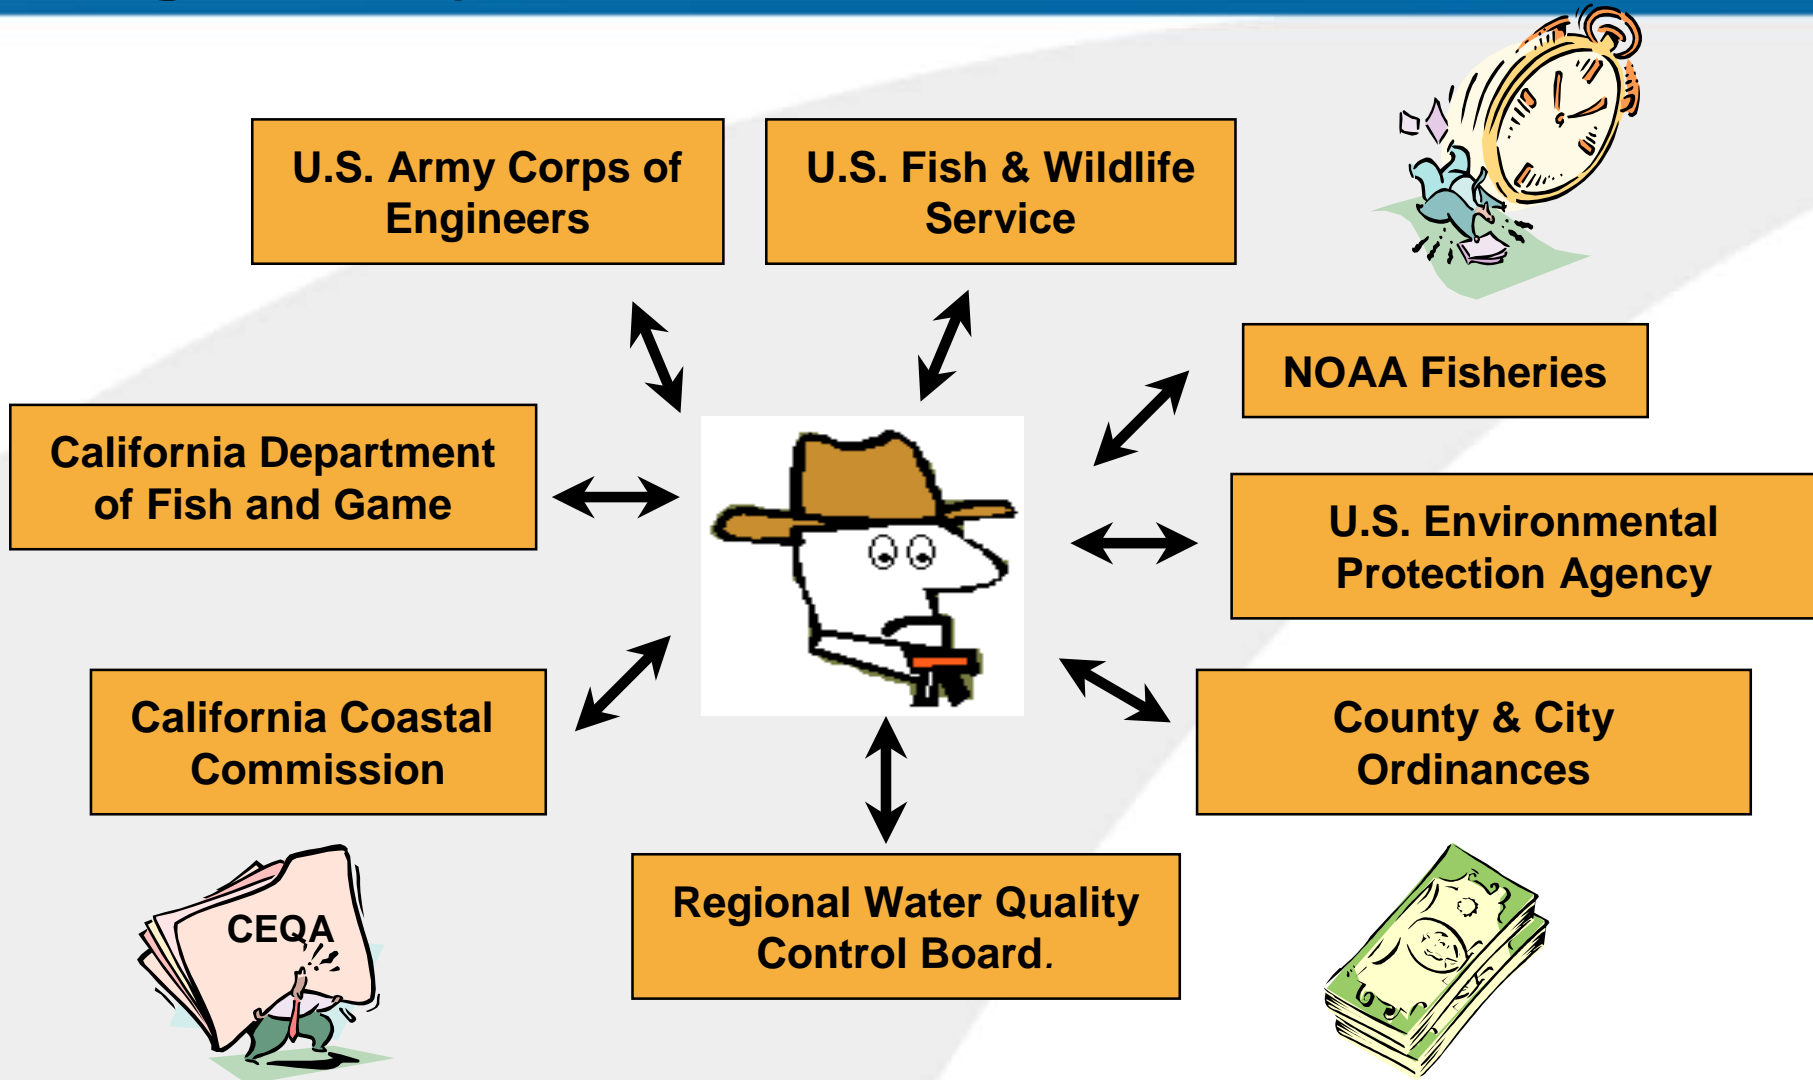 U.S. Army Corps of
Engineers
U.S. Fish & Wildlife
Service
NOAA Fisheries
California Department
of Fish and Game
U.S. Environmental
Protection Agency
California Coastal
Commission
County & City
Ordinances
Regional Water Quality
Control Board.
CEQA